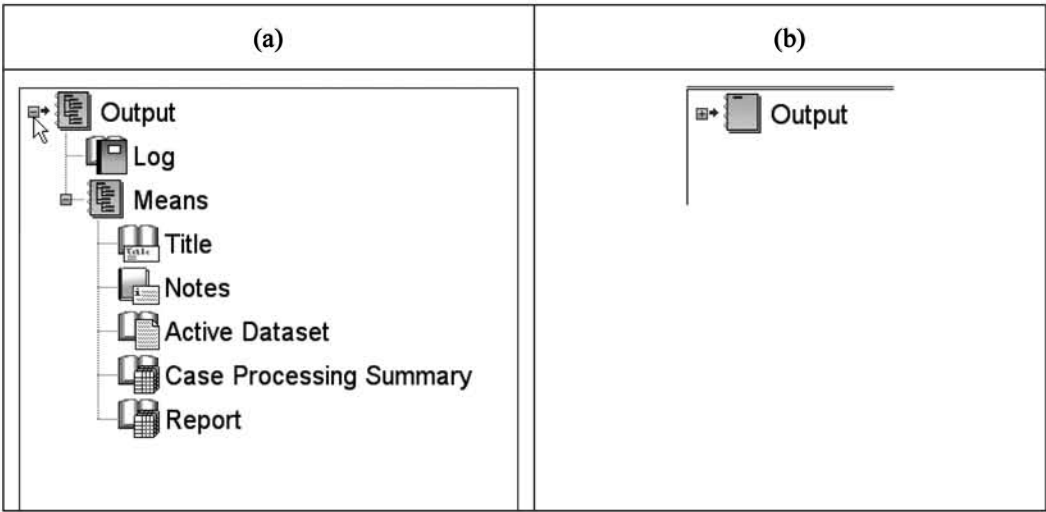 (a)
(b)
Output
Log
Means
Title
Notes
Active Dataset
Case Processing Summary
Report
Output